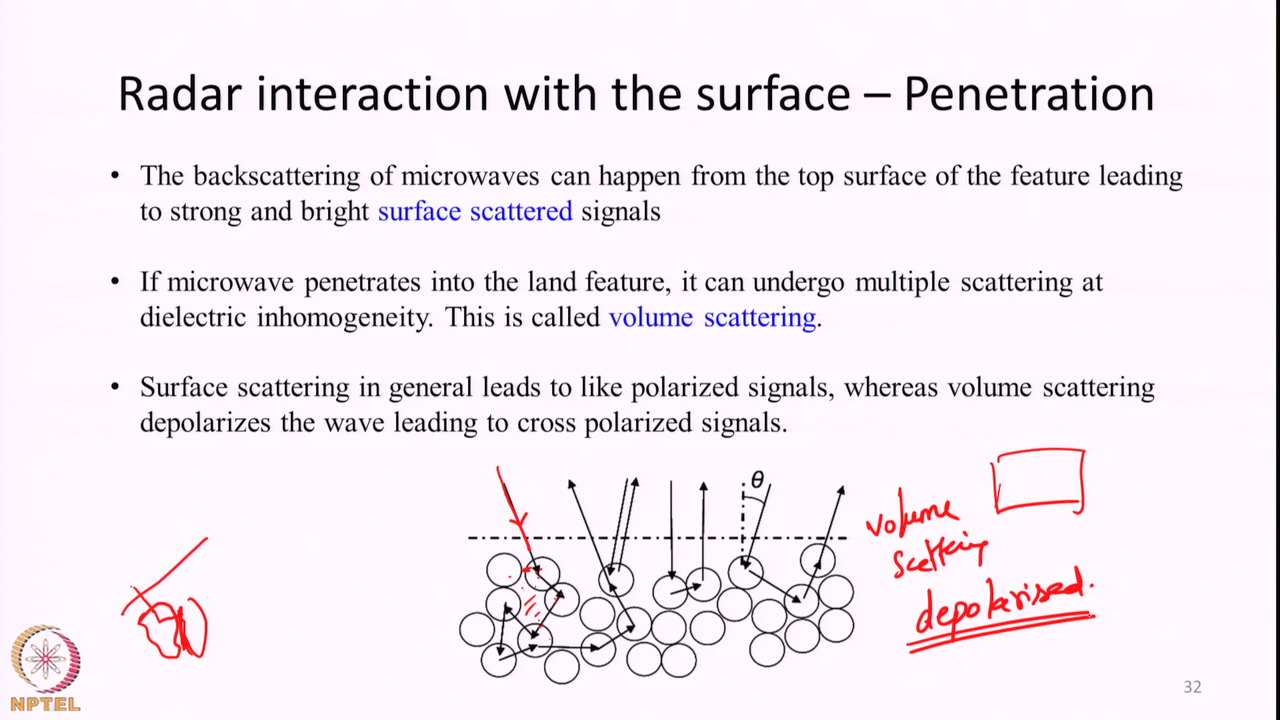 Radar interaction with the surface – Penetration
• The backscattering of microwaves can happen from the top surface of the feature leading
to strong and bright surface scattered signals
• If microwave penetrates into the land feature, it can undergo multiple scattering at
dielectric inhomogeneity. This is called volume scattering.
• Surface scattering in general leads to like polarized signals, whereas volume scattering
depolarizes the wave leading to cross polarized signals.
θ
volume
depolarised.
NPTEL
32